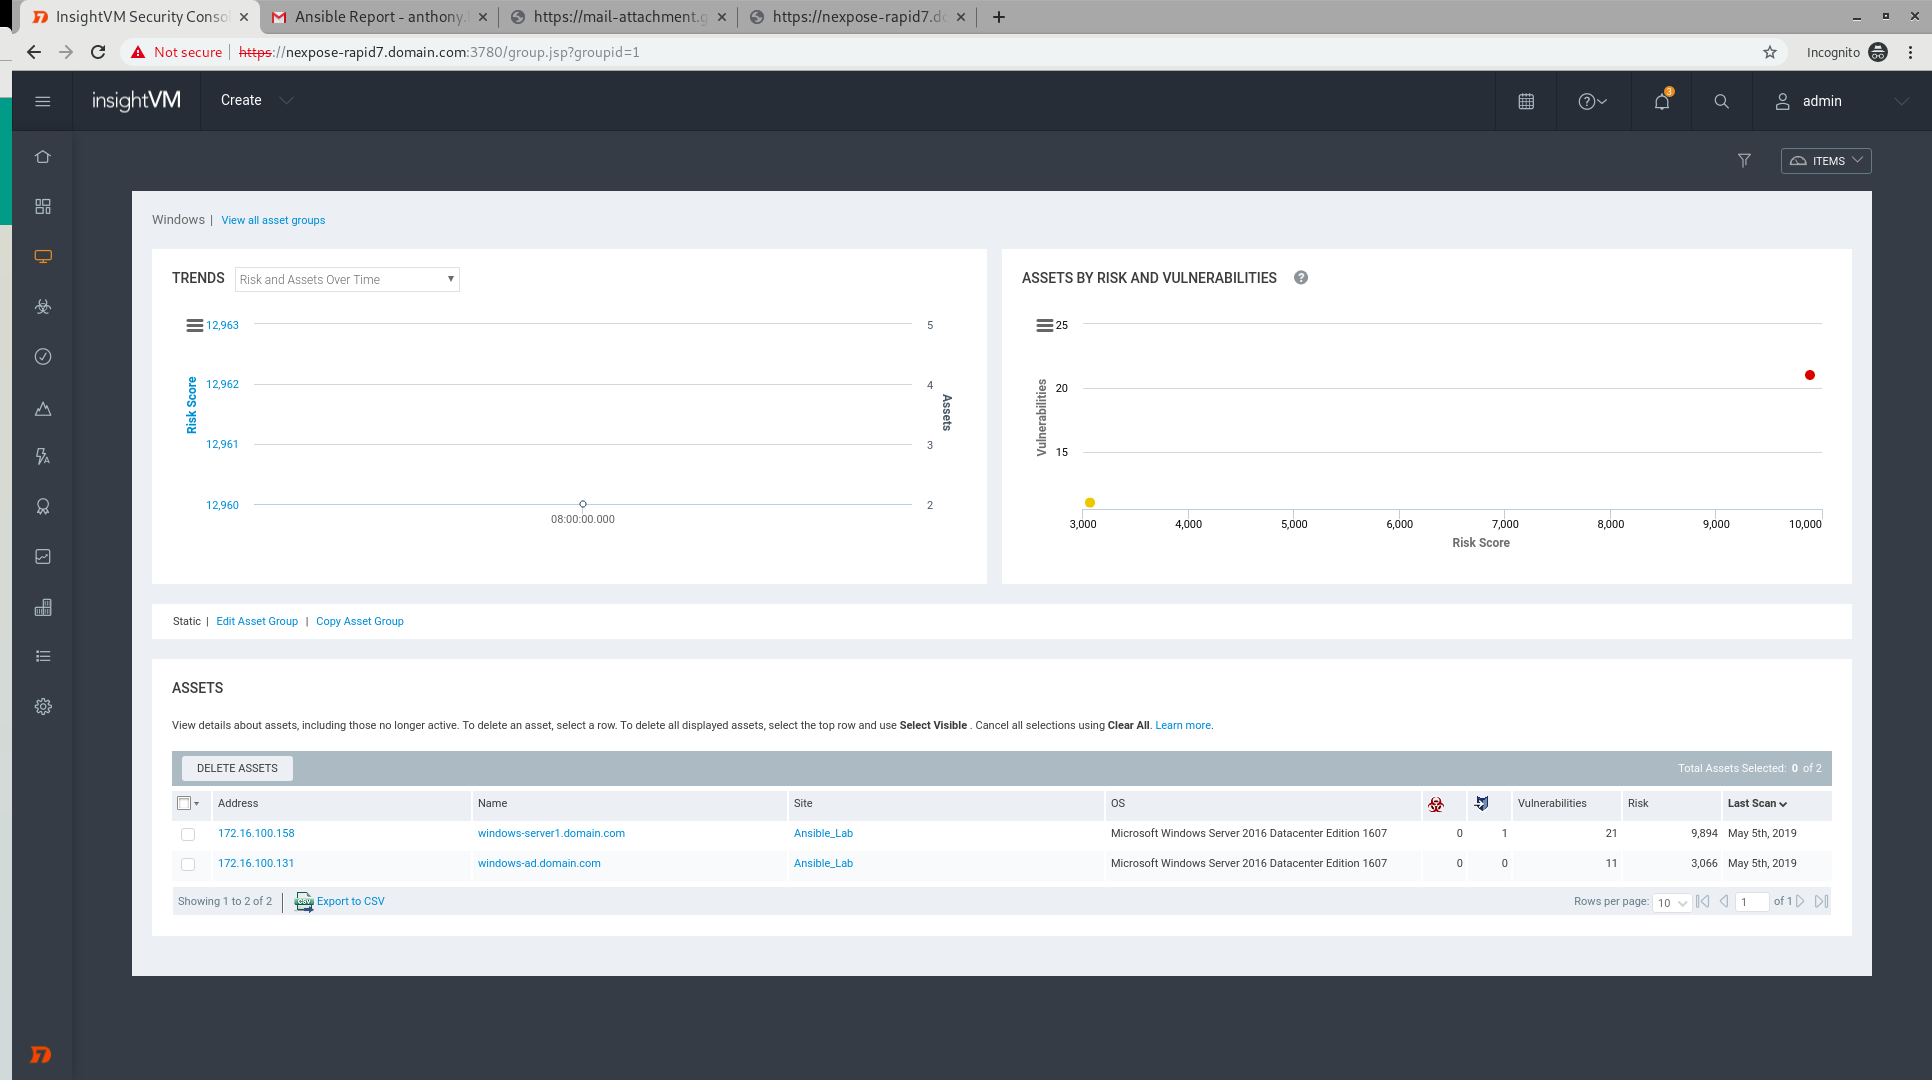 InsightVM Security Conso
Ansible Report - anthony.
https://mail-attachment.g
https://nexpose-rapid7.do
Not secure https://nexpose-rapid7.domain.com:3780/group.jsp?groupid=1
Incognito
insightVM
Create
3
admin
ITEMS
Windows | View all asset groups
TRENDS
Risk and Assets Over Time
12,963
12,962
12,961
12,960
Risk Score
5
4
3
2
Assets
08:00:00.000
ASSETS BY RISK AND VULNERABILITIES ?
25
20
15
Vulnerabilities
3,000 4,000 5,000 6,000 7,000 8,000 9,000 10,000
Risk Score
Static | Edit Asset Group | Copy Asset Group
ASSETS
View details about assets, including those no longer active. To delete an asset, select a row. To delete all displayed assets, select the top row and use Select Visible . Cancel all selections using Clear All. Learn more.
DELETE ASSETS
Total Assets Selected: 0 of 2
Address Name Site OS Vulnerabilities Risk Last Scan
172.16.100.158 windows-server1.domain.com Ansible_Lab Microsoft Windows Server 2016 Datacenter Edition 1607 0 1 21 9,894 May 5th, 2019
172.16.100.131 windows-ad.domain.com Ansible_Lab Microsoft Windows Server 2016 Datacenter Edition 1607 0 0 11 3,066 May 5th, 2019
Showing 1 to 2 of 2 | Export to CSV
Rows per page: 10 1 of 1